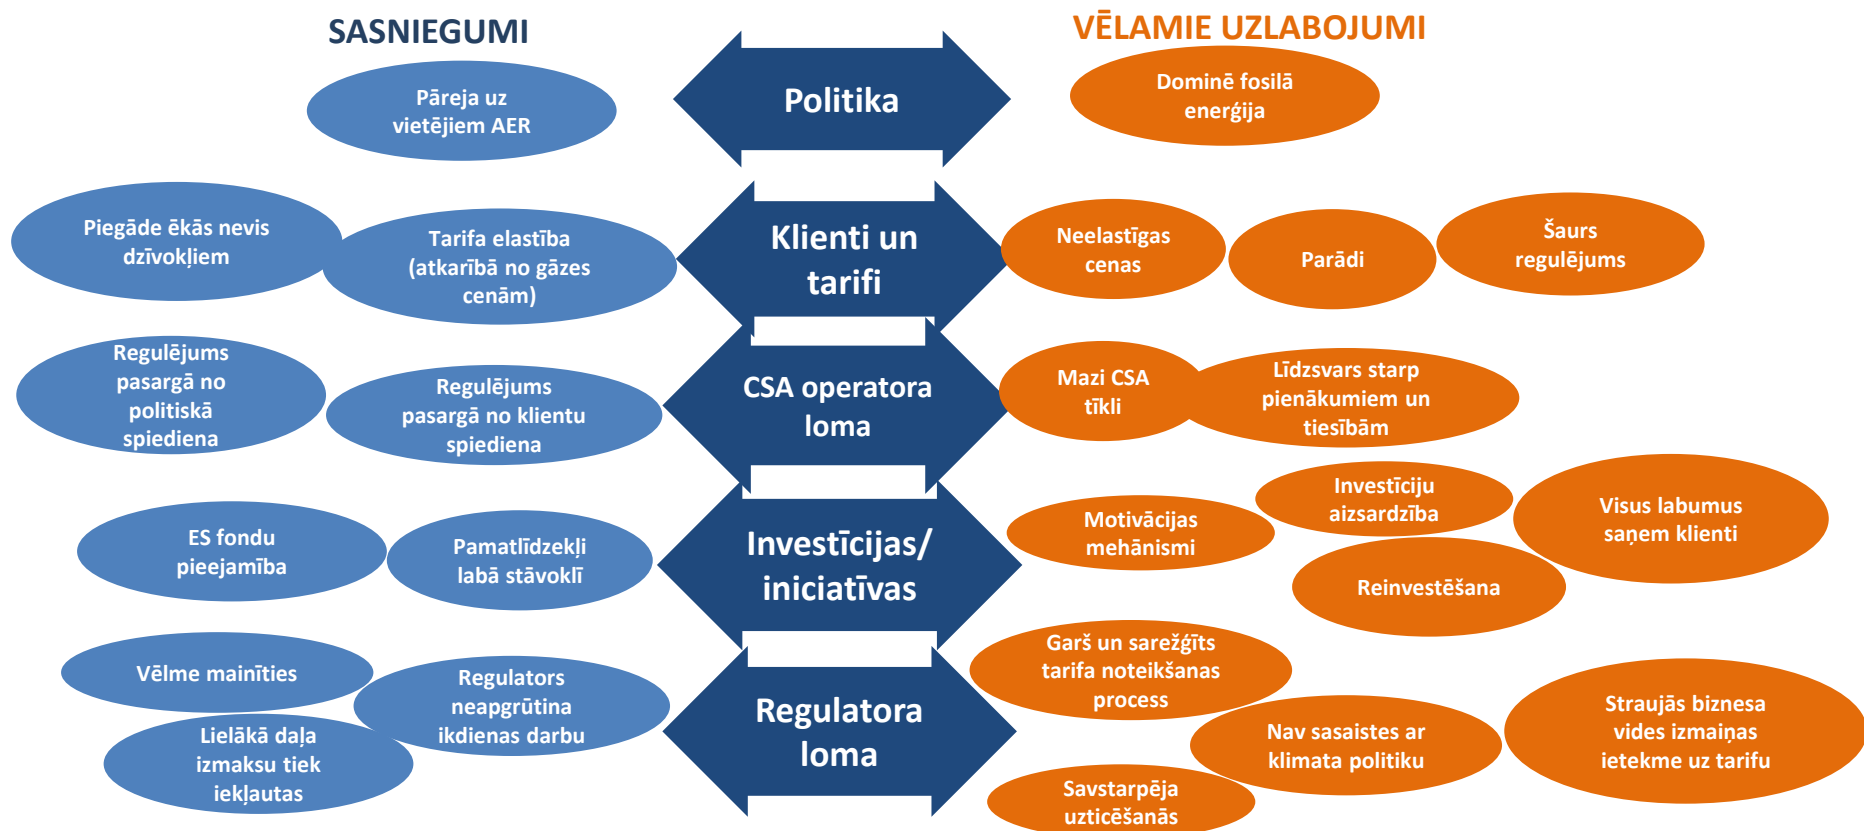 SASNIEGUMI
VĒLAMIE UZLABOJUMI
Pāreja uz
vietējiem AER
Politika
Dominē fosilā
enerģija
Piegāde ēkās nevis
dzīvokļiem
Tarifa elastība
(atkarībā no gāzes
cenām)
Klienti un
tarifi
Neelastīgas
cenas
Parādi
Šaurs
regulējums
Regulējums
pasargā no
politiskā
spiediena
Regulējums
pasargā no klientu
spiediena
CSA operatora
loma
Mazi CSA
tīkli
Līdzsvars starp
pienākumiem un
tiesībām
ES fondu
pieejamība
Pamatlīdzekļi
labā stāvoklī
Investīcijas/
iniciatīvas
Motivācijas
mehānismi
Investīciju
aizsardzība
Visus labumus
saņem klienti
Reinvestēšana
Vēlme mainīties
Regulators
neapgrūtina
ikdienas darbu
Lielākā daļa
izmaksu tiek
iekļautas
Regulatora
loma
Garš un sarežģīts
tarifa noteikšanas
process
Nav sasaistes ar
klimata politiku
Straujās biznesa
vides izmaiņas
ietekme uz tarifu
Savstarpēja
uzticēšanās